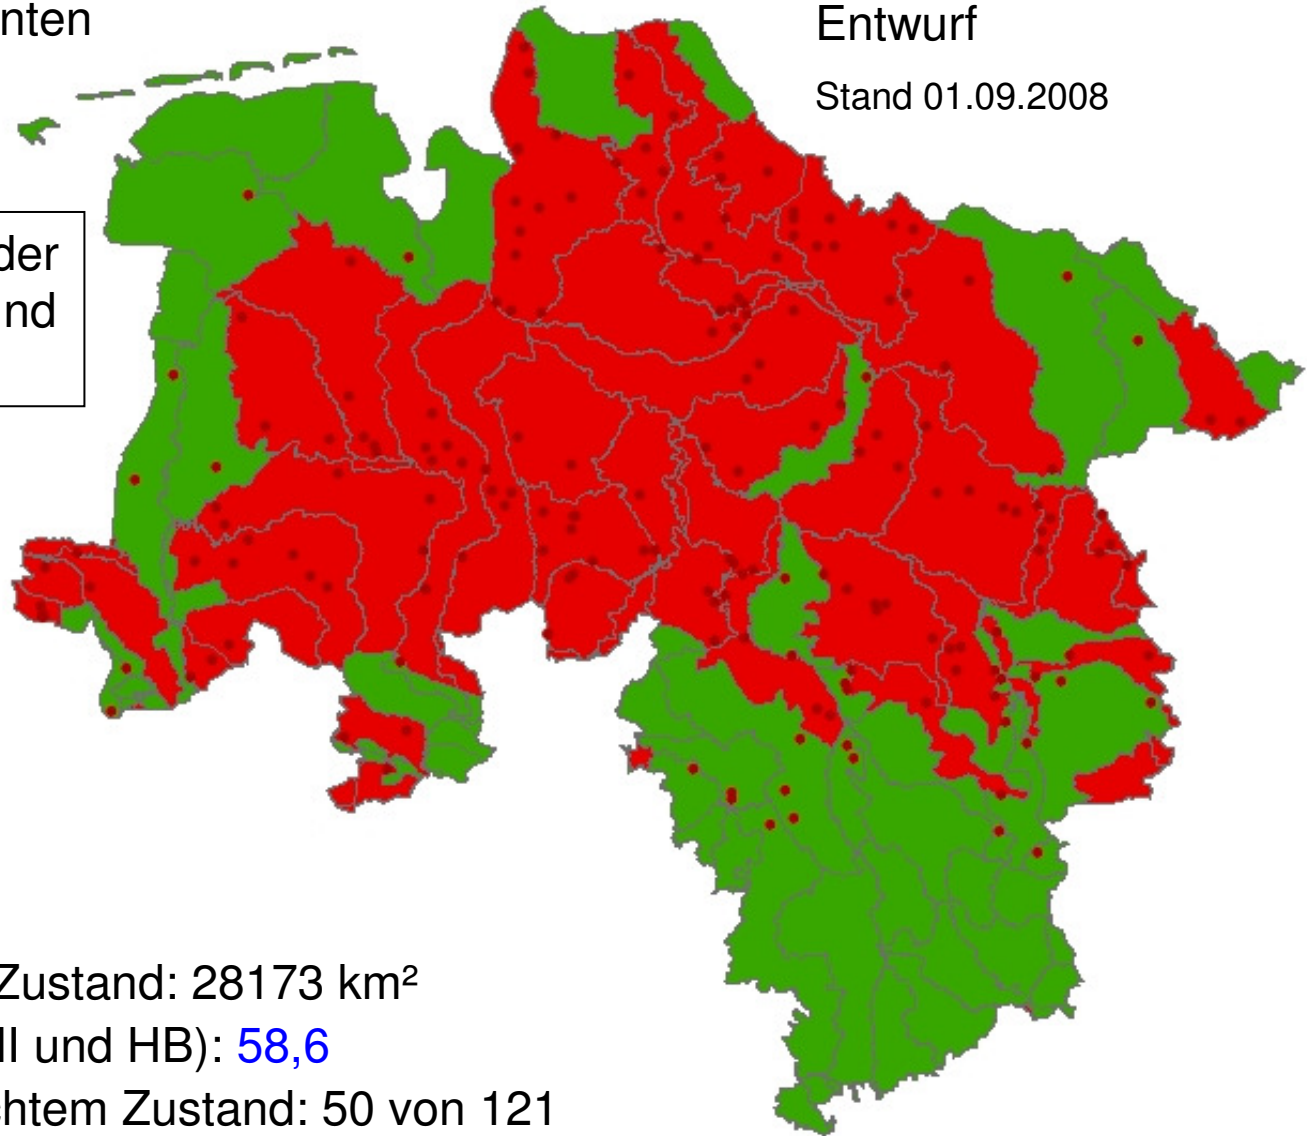 nten
Entwurf
Stand 01.09.2008
der
nd
Zustand: 28173 km²
II und HB): 58,6
chtem Zustand: 50 von 121